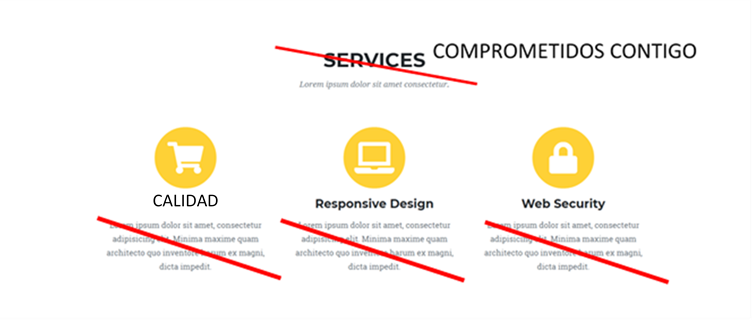 SERVICES COMPROMETIDOS CONTIGO
Lorem ipsum dolor sit amet consectetur.
CALIDAD
Lorem ipsum dolor sit amet, consectetur
adipisicing elit. Minima maxime quam
architecto quo inventore harum ex magni,
dicta impedit.
Responsive Design
Lorem ipsum dolor sit amet, consectetur
adipisicing elit. Minima maxime quam
architecto quo inventore harum ex magni,
dicta impedit.
Web Security
Lorem ipsum dolor sit amet, consectetur
adipisicing elit. Minima maxime quam
architecto quo inventore harum ex magni,
dicta impedit.